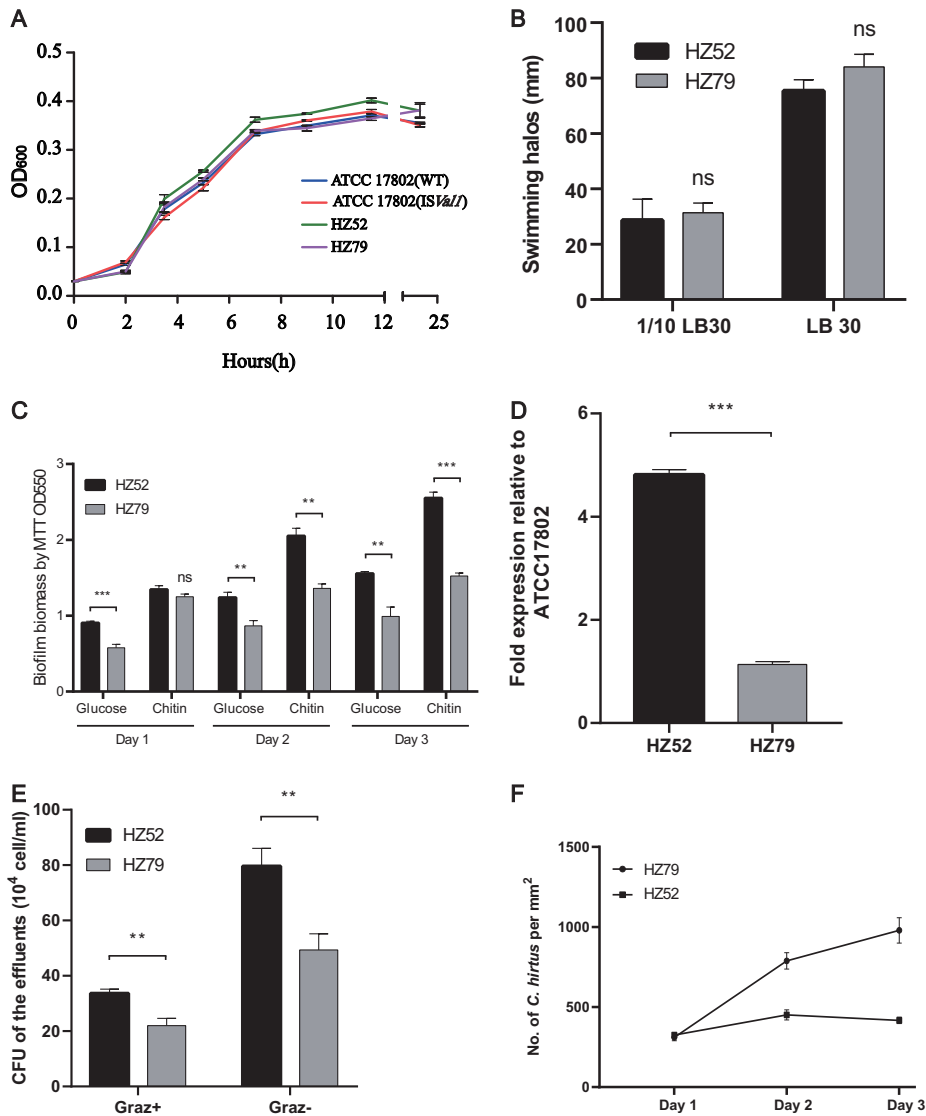 A
0.5
0.4
0.3
0.2
0.1
0.0
OD600
ATCC 17802(WT)
ATCC 17802(ISVal1)
HZ52
HZ79
0 2 4 6 8 10 12 25
Hours(h)
B
100
80
60
40
20
0
Swimming halos (mm)
HZ52
HZ79
ns
ns
1/10 LB30 LB 30
C
3
2
1
0
Biofilm biomass by MTT OD550
HZ52
HZ79
*** ns ** ** ** ***
Glucose Chitin Glucose Chitin Glucose Chitin
Day 1 Day 2 Day 3
D
6
4
2
0
Fold expression relative to
ATCC17802
***
HZ52 HZ79
E
100
80
60
40
20
0
CFU of the effluents (10⁴ cell/ml)
HZ52
HZ79
**
**
Graz+ Graz-
F
1500
1000
500
0
No. of C. hirtus per mm²
HZ79
HZ52
Day 1 Day 2 Day 3